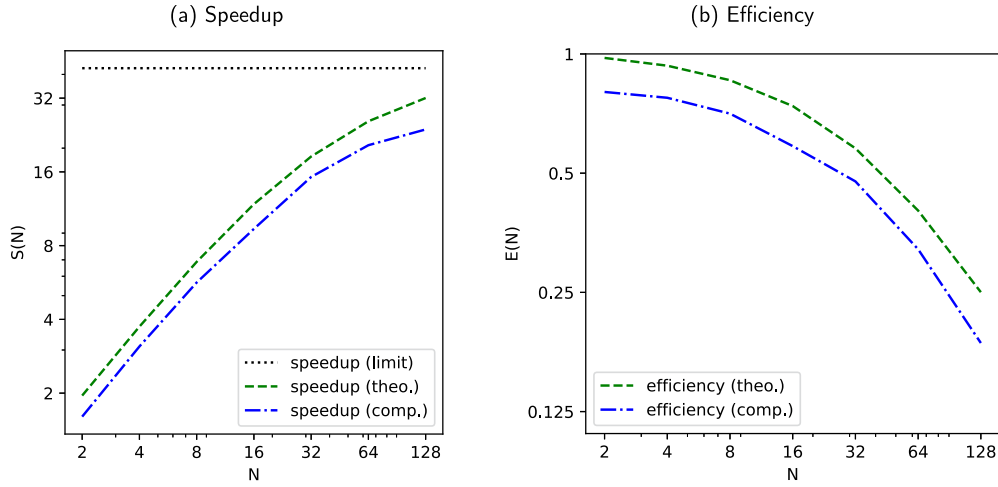 (a) Speedup
S(N)
32
16
8
4
2
speedup (limit)
speedup (theo.)
speedup (comp.)
2 4 8 16 32 64 128
N
(b) Efficiency
E(N)
1
0.5
0.25
0.125
efficiency (theo.)
efficiency (comp.)
2 4 8 16 32 64 128
N